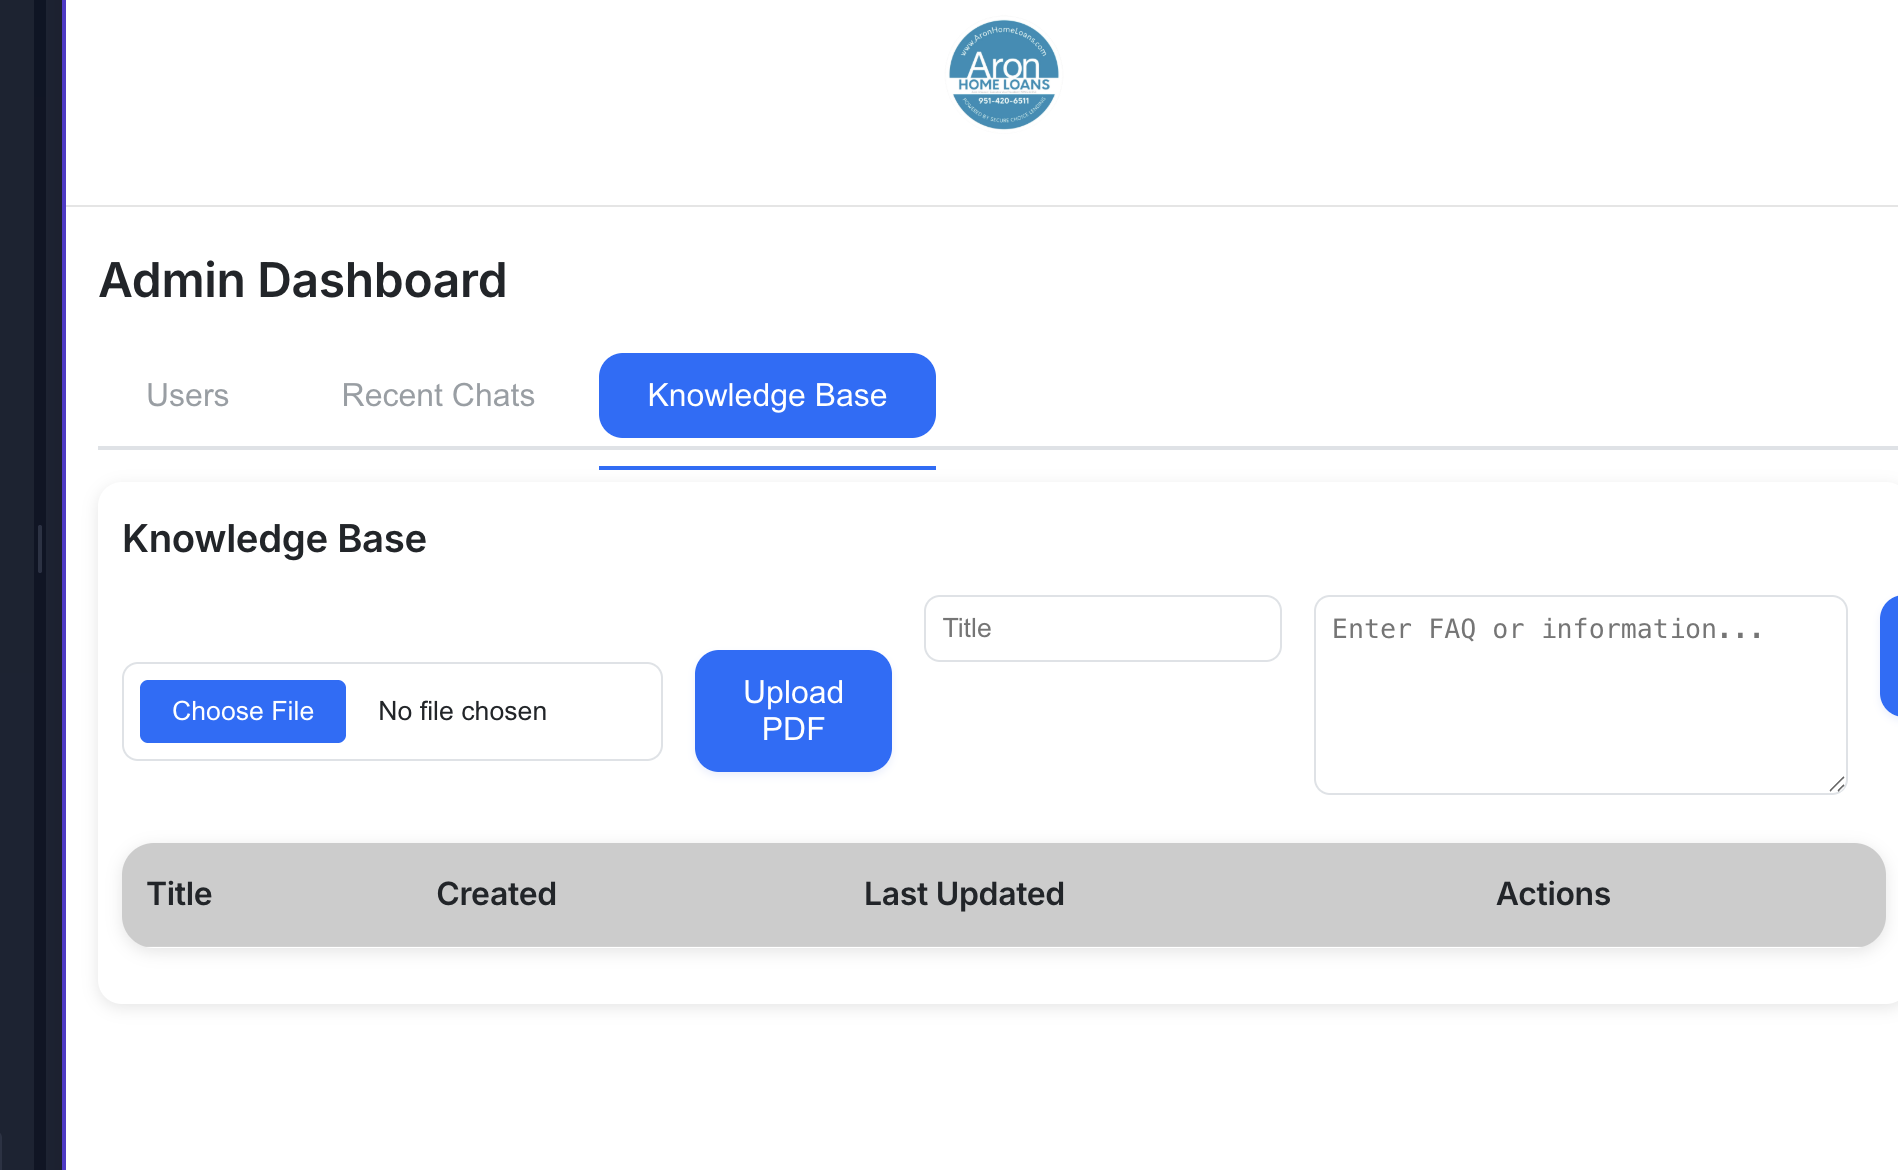 www.AronHomeLoans.com
Aron
HOME LOANS
951-420-6511
POWERED BY SECURE CHOICE LENDING
Admin Dashboard
Users
Recent Chats
Knowledge Base
Knowledge Base
Title
Enter FAQ or information...
Choose File
No file chosen
Upload
PDF
Title
Created
Last Updated
Actions